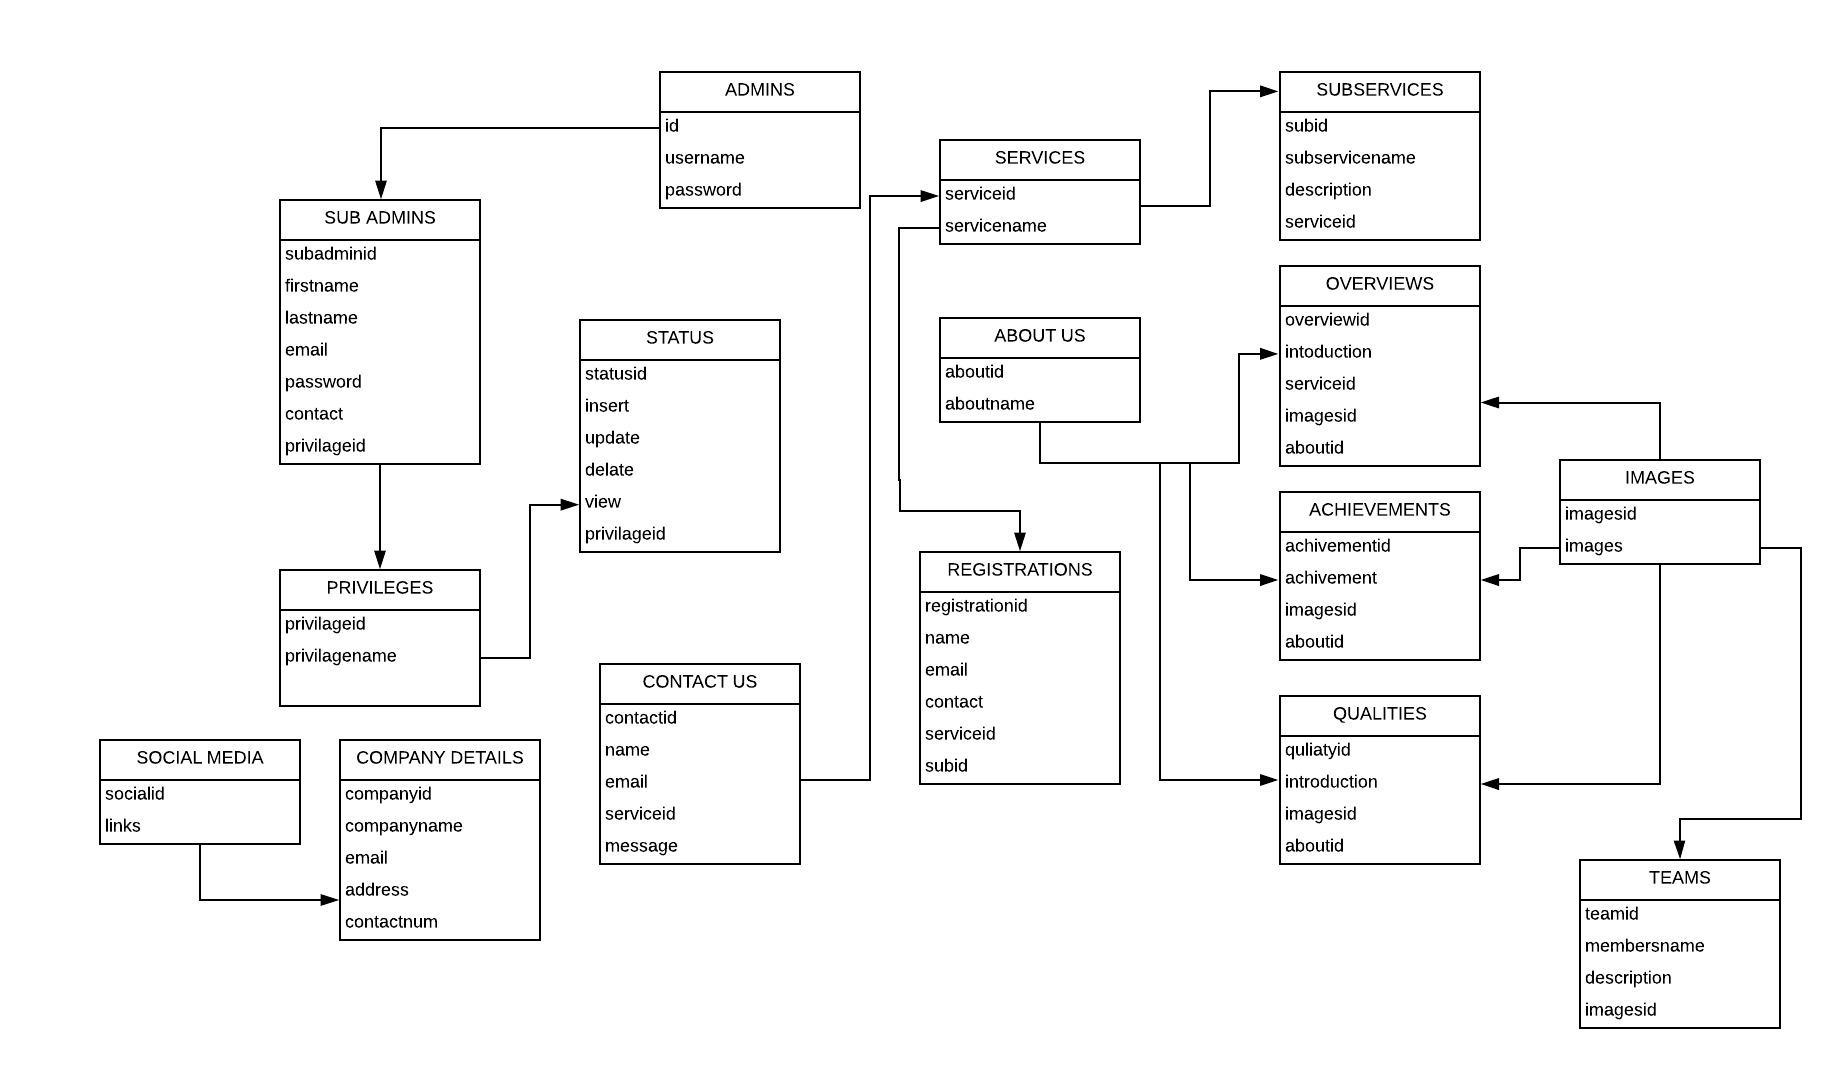 ADMINS
id
username
password
SUB ADMINS
subadminid
firstname
lastname
email
password
contact
privilageid
STATUS
statusid
insert
update
delate
view
privilageid
PRIVILEGES
privilageid
privilagename
SOCIAL MEDIA
socialid
links
COMPANY DETAILS
companyid
companyname
email
address
contactnum
CONTACT US
contactid
name
email
serviceid
message
SERVICES
serviceid
servicename
ABOUT US
aboutid
aboutname
REGISTRATIONS
registrationid
name
email
contact
serviceid
subid
SUBSERVICES
subid
subservicename
description
serviceid
OVERVIEWS
overviewid
intoduction
serviceid
imagesid
aboutid
ACHIEVEMENTS
achivementid
achivement
imagesid
aboutid
QUALITIES
quliatyid
introduction
imagesid
aboutid
IMAGES
imagesid
images
TEAMS
teamid
membersname
description
imagesid